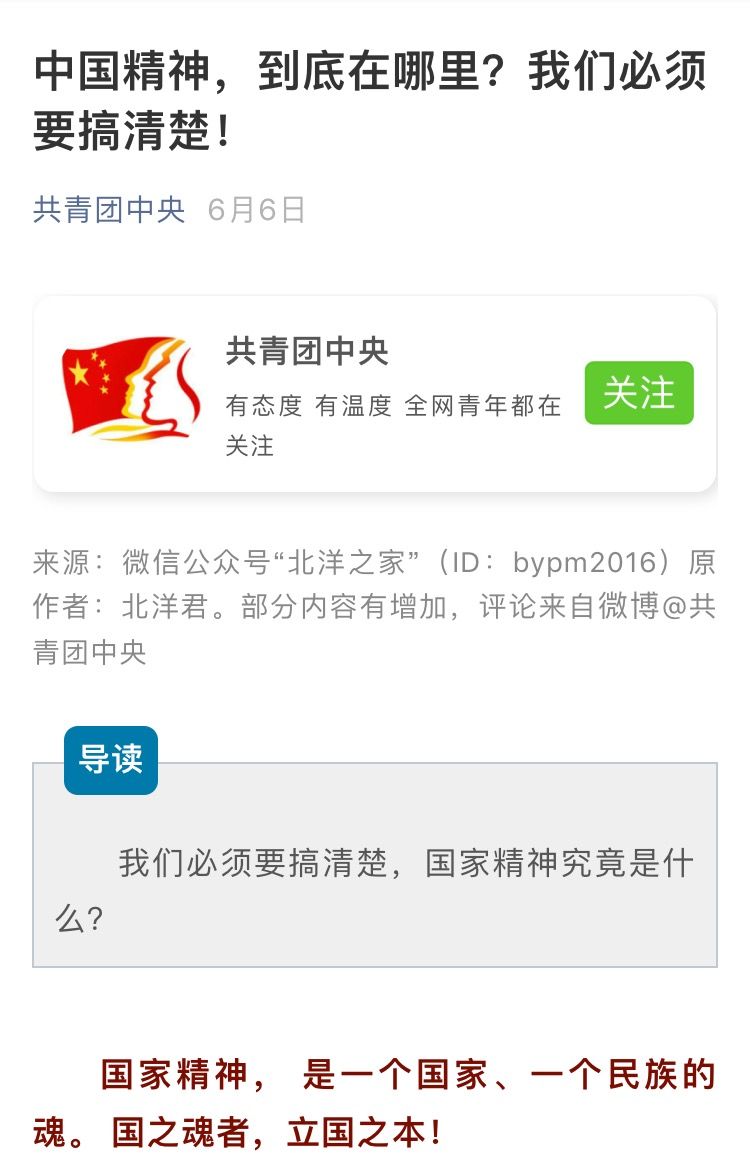 中国精神，到底在哪里？我们必须
要搞清楚！
共青团中央 6月6日
共青团中央
有态度 有温度 全网青年都在
关注
关注
来源：微信公众号“北洋之家”（ID：bypm2016）原
作者：北洋君。部分内容有增加，评论来自微博@共
青团中央
导读
我们必须要搞清楚，国家精神究竟是什
么?
国家精神， 是一个国家、一个民族的
魂。 国之魂者，立国之本！